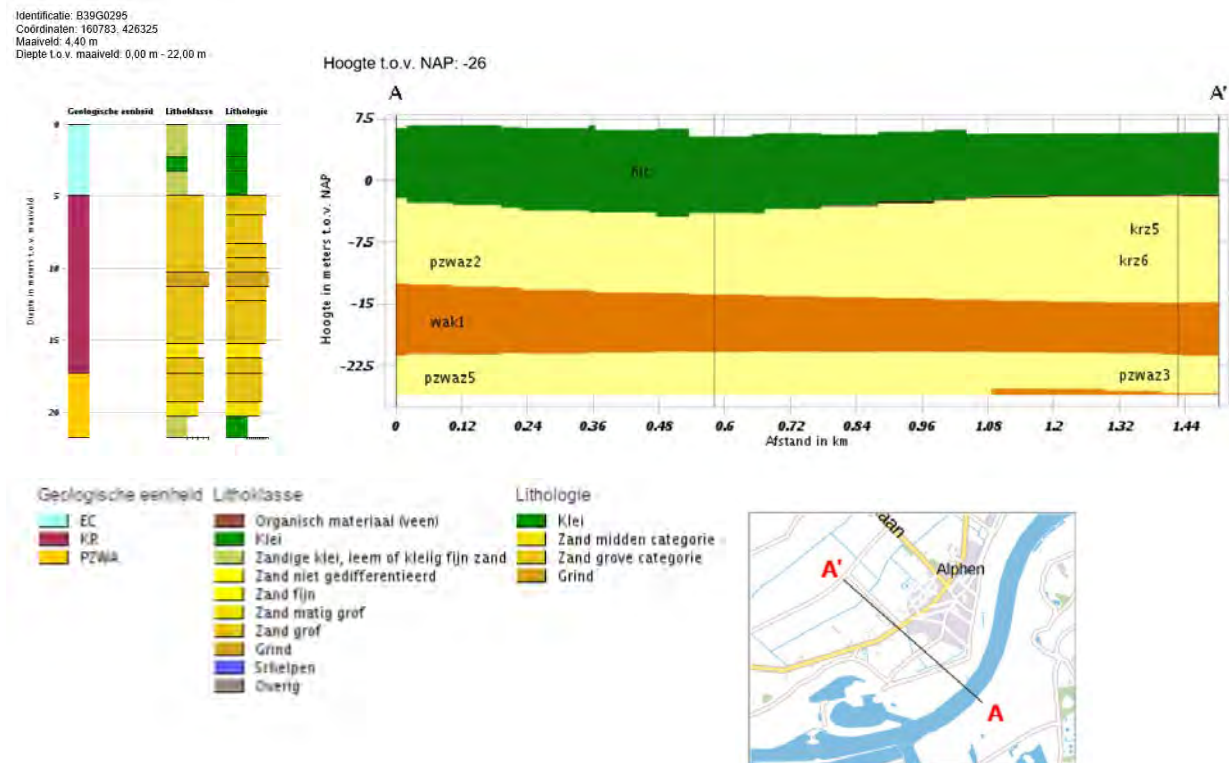 Identificatie: B39G0295
Coördinaten: 160783, 426325
Maaiveld: 4,40 m
Diepte t.o.v. maaiveld: 0,00 m - 22,00 m
Geologische eenheid Lithoklasse Lithologie
Diepte in meters t.o.v. maaiveld
0
5
10
15
20
Hoogte t.o.v. NAP: -26
A A'
Hoogte in meters t.o.v. NAP
7.5
0
-7.5
-15
-22.5
hlc
krz5
pzwaz2 krz6
wak1
pzwaz5 pzwaz3
0 0.12 0.24 0.36 0.48 0.6 0.72 0.84 0.96 1.08 1.2 1.32 1.44
Afstand in km
Geologische eenheid
EC
KR
PZWA
Lithoklasse
Organisch materiaal (veen)
Klei
Zandige klei, leem of kleiig fijn zand
Zand niet gedifferentieerd
Zand fijn
Zand matig grof
Zand grof
Grind
Schelpen
Overig
Lithologie
Klei
Zand midden categorie
Zand grove categorie
Grind
aan
Alphen
A'
A